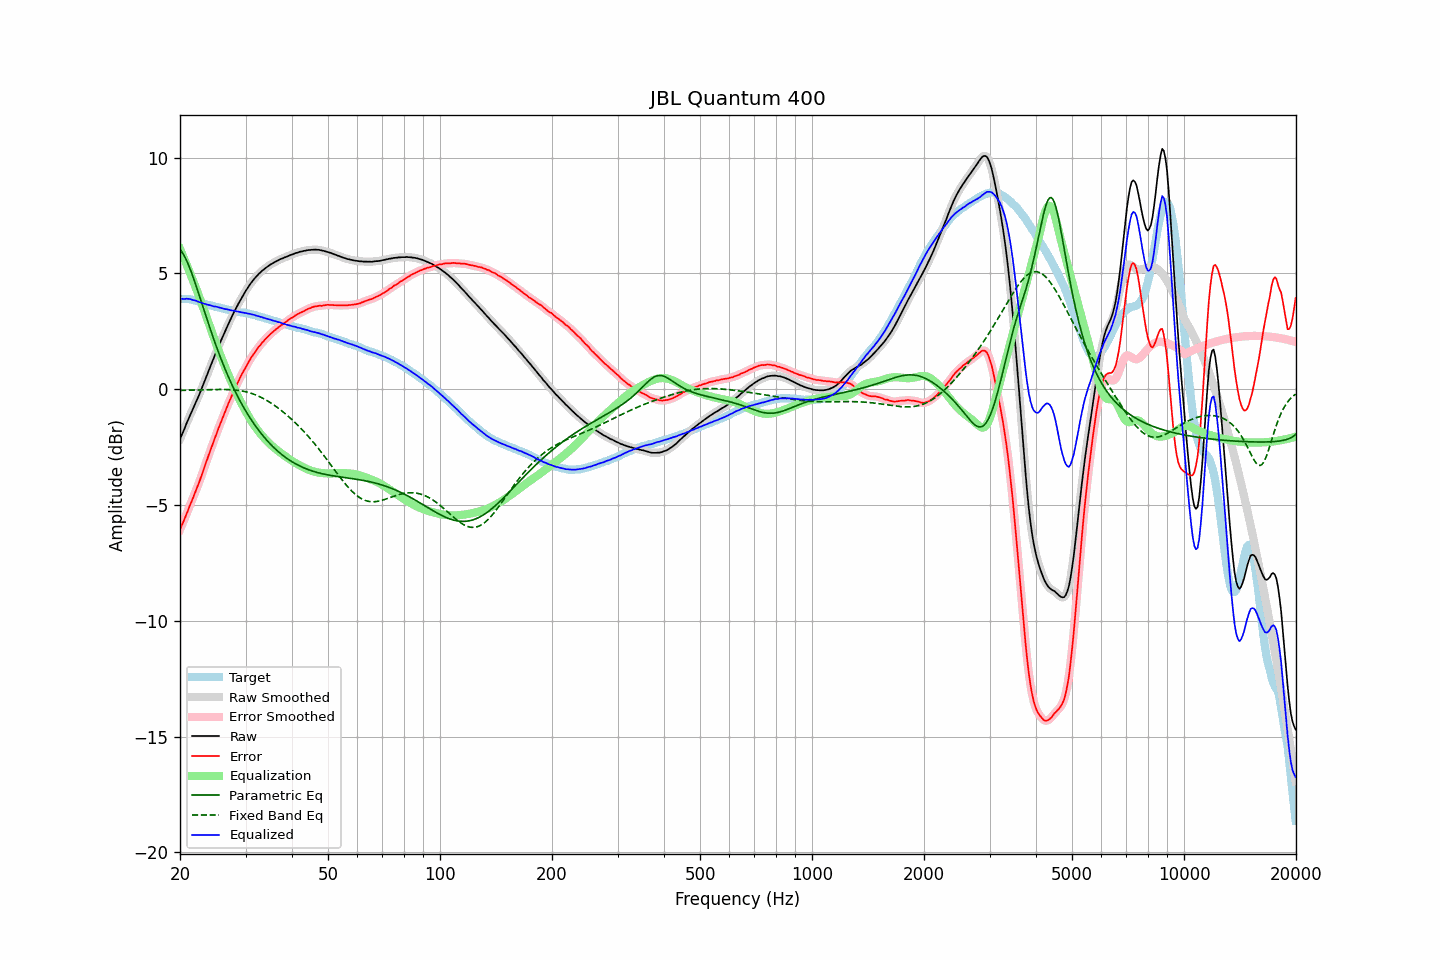 JBL Quantum 400
Amplitude (dBr)
10
5
0
−5
−10
−15
−20
Target
Raw Smoothed
Error Smoothed
Raw
Error
Equalization
Parametric Eq
Fixed Band Eq
Equalized
20 50 100 200 500 1000 2000 5000 10000 20000
Frequency (Hz)